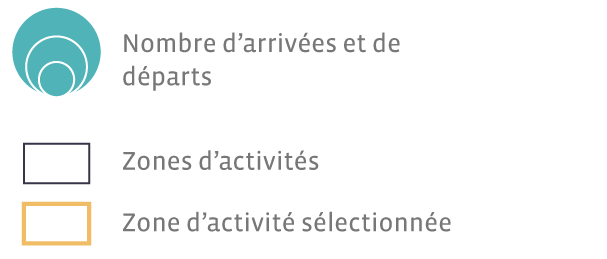 Nombre d’arrivées et de
départs
Zones d’activités
Zone d’activité sélectionnée